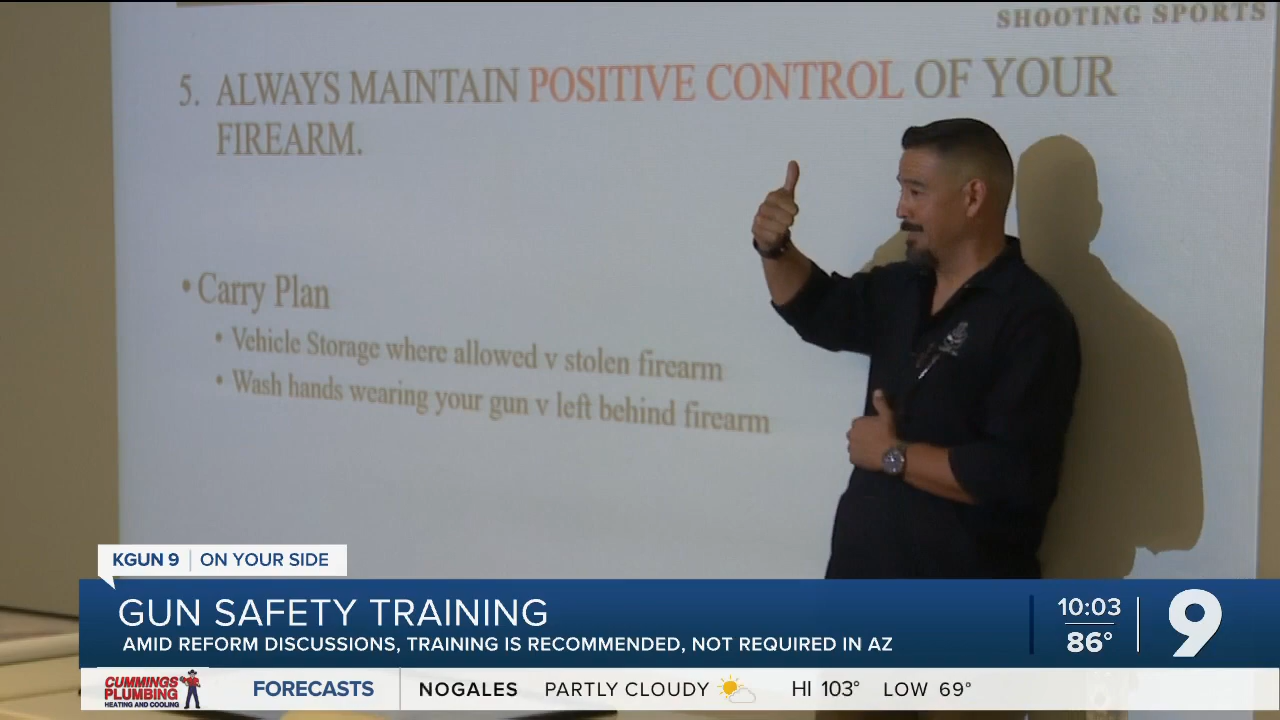 SHOOTING SPORTS
5. ALWAYS MAINTAIN POSITIVE CONTROL OF YOUR
FIREARM.
• Carry Plan
• Vehicle Storage where allowed v stolen firearm
• Wash hands wearing your gun v left behind firearm
KGUN 9 | ON YOUR SIDE
GUN SAFETY TRAINING
AMID REFORM DISCUSSIONS, TRAINING IS RECOMMENDED, NOT REQUIRED IN AZ
10:03
86°
9
CUMMINGS
PLUMBING
HEATING AND COOLING
FORECASTS
NOGALES PARTLY CLOUDY HI 103° LOW 69°